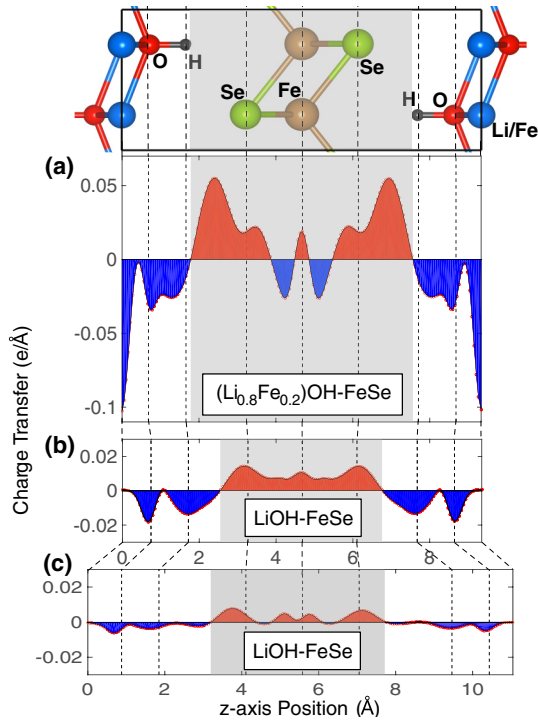 O
H
Se
Fe
Se
H
O
Li/Fe
(a)
0.05
0
-0.05
-0.1
(Li0.8Fe0.2)OH-FeSe
Charge Transfer (e/Å)
(b)
0.02
0
-0.02
LiOH-FeSe
0 2 4 6 8
(c)
0.02
0
-0.02
LiOH-FeSe
0 2 4 6 8 10
z-axis Position (Å)